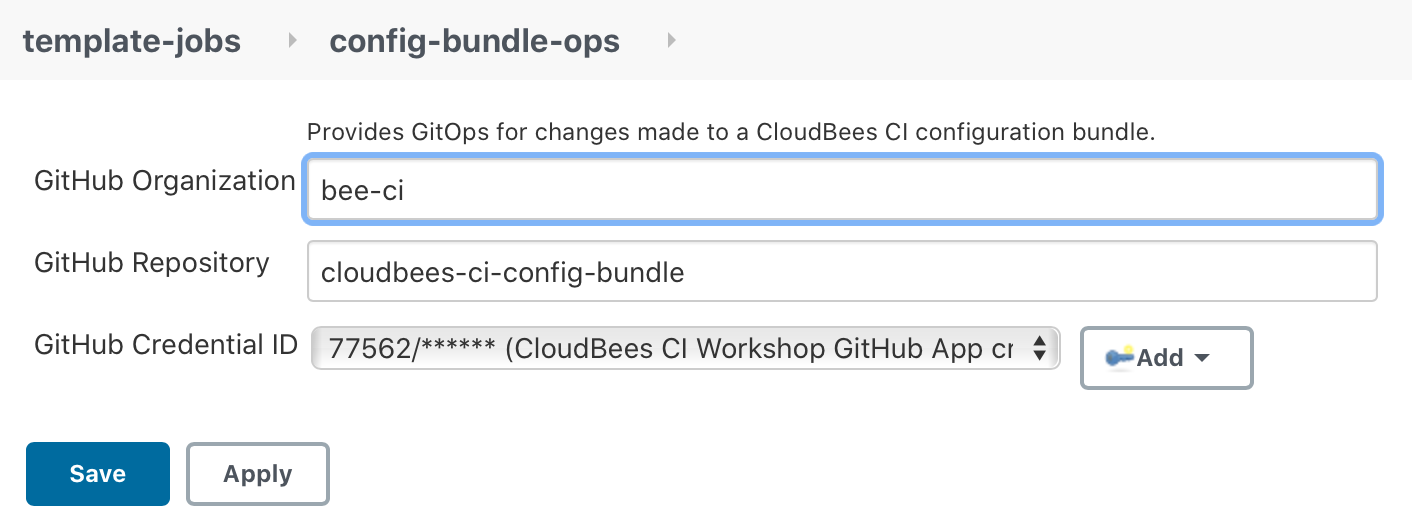 template-jobs config-bundle-ops
Provides GitOps for changes made to a CloudBees CI configuration bundle.
GitHub Organization bee-ci
GitHub Repository cloudbees-ci-config-bundle
GitHub Credential ID 77562/****** (CloudBees CI Workshop GitHub App cr Add
Save Apply